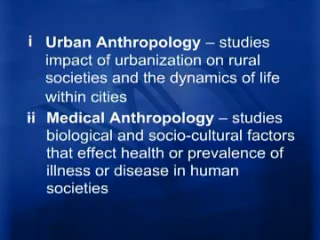 i Urban Anthropology – studies
impact of urbanization on rural
societies and the dynamics of life
within cities
ii Medical Anthropology – studies
biological and socio-cultural factors
that effect health or prevalence of
illness or disease in human
societies